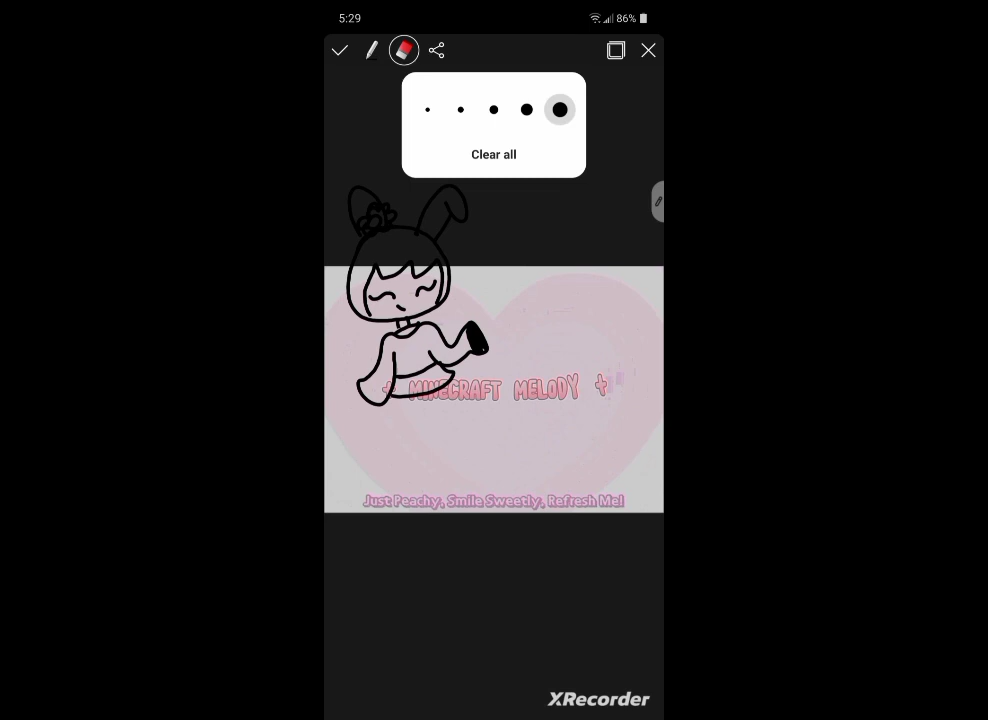 5:29
86%
Clear all
+ MINECRAFT MELODY +
Just Peachy, Smile Sweetly, Refresh Me!
XRecorder